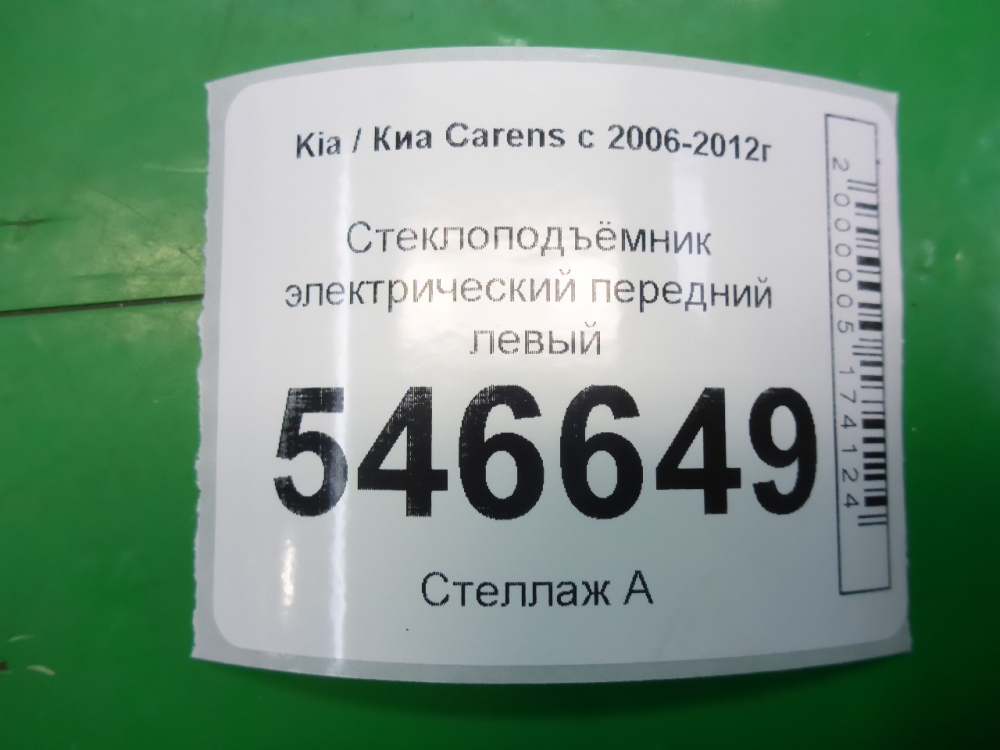 Kia / Киа Carens с 2006-2012г
Стеклоподъёмник
электрический передний
левый
546649
Стеллаж А
2000005174124